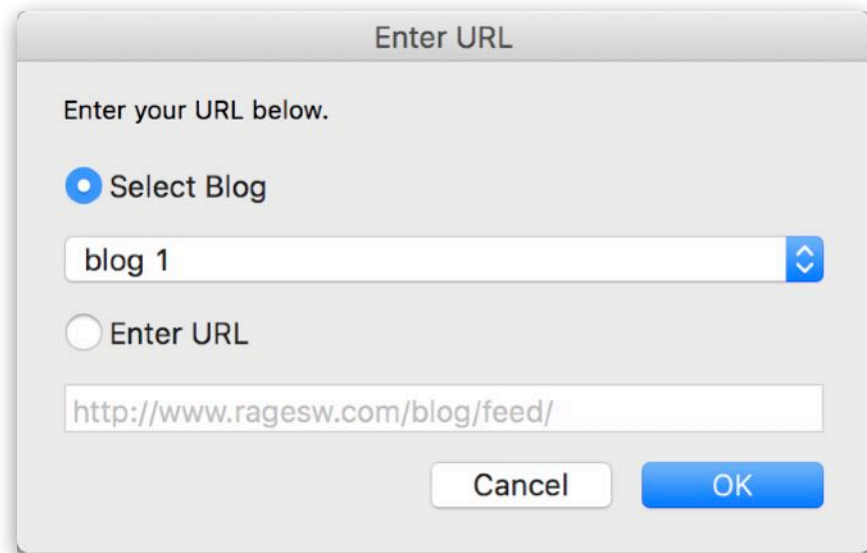 Enter URL
Enter your URL below.
Select Blog
blog 1
Enter URL
http://www.ragesw.com/blog/feed/
Cancel
OK